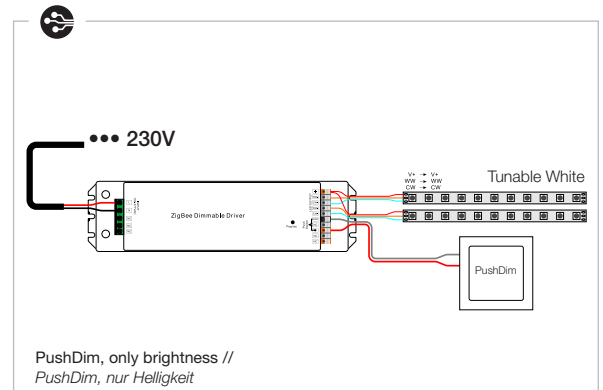 ••• 230V
V+ → V+
WW → WW
CW → CW
Tunable White
ZigBee Dimmable Driver
PushDim
PushDim, only brightness //
PushDim, nur Helligkeit